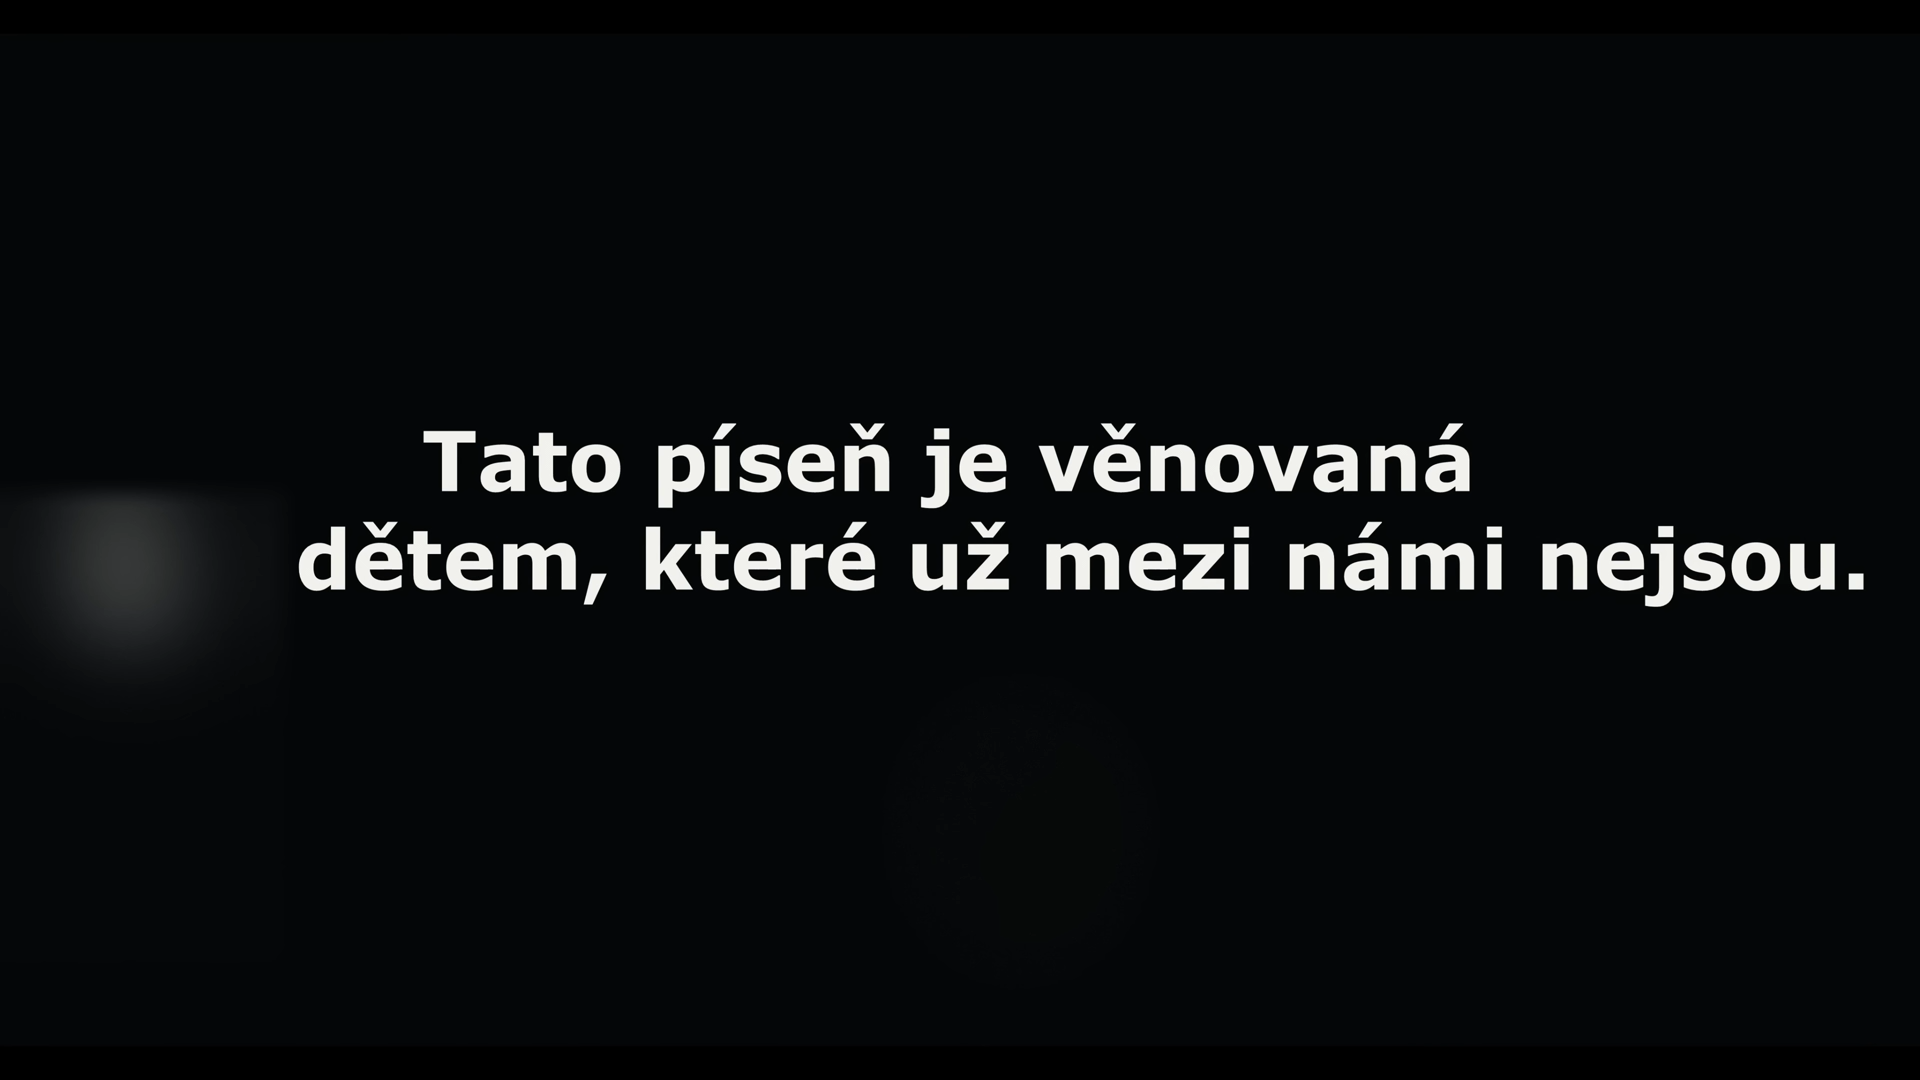 Tato píseň je věnovaná
dětem, které už mezi námi nejsou.